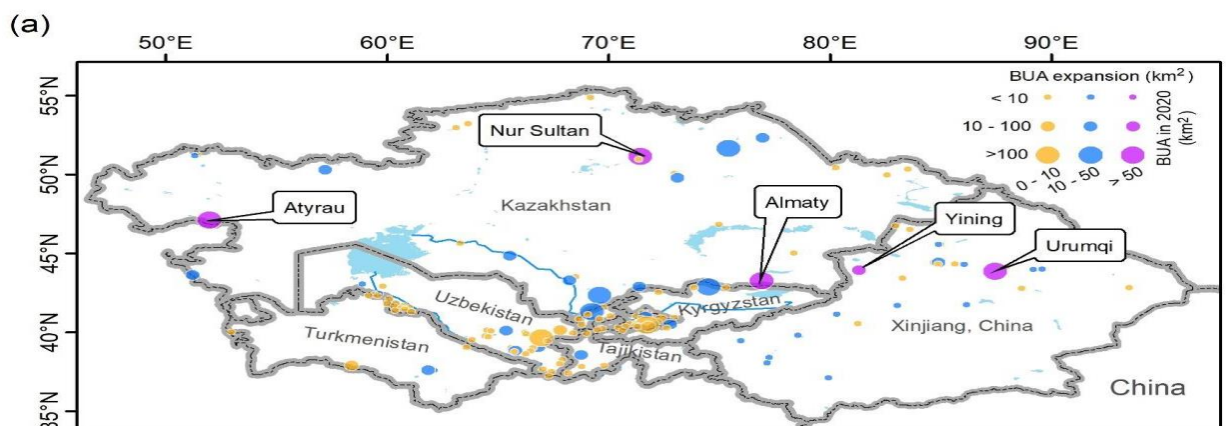 (a)
50°E 60°E 70°E 80°E 90°E
55°N
50°N
45°N
40°N
35°N
BUA expansion (km²)
< 10
10 - 100
>100
0 - 10
10 - 50
> 50
BUA in 2020
(km²)
Nur Sultan
Atyrau
Kazakhstan
Almaty
Yining
Urumqi
Uzbekistan
Kyrgyzstan
Turkmenistan
Tajikistan
Xinjiang, China
China